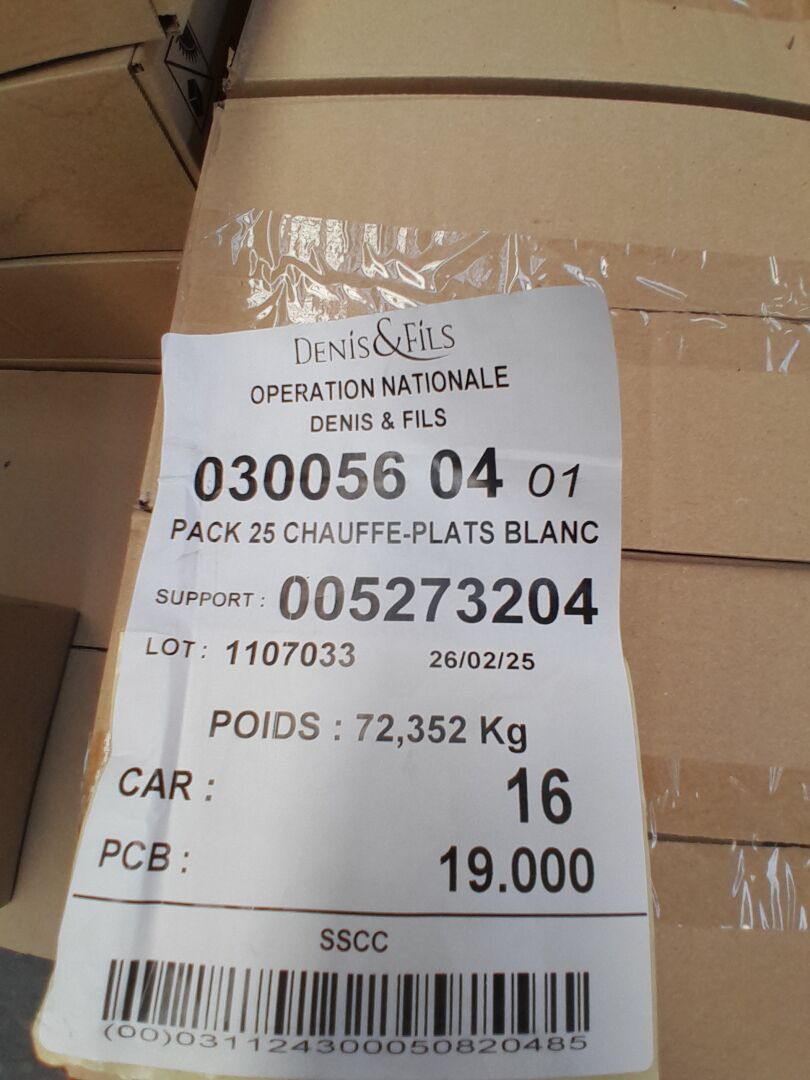 DENIS&FILS
OPERATION NATIONALE
DENIS & FILS
030056 04 01
PACK 25 CHAUFFE-PLATS BLANC
SUPPORT : 005273204
LOT : 1107033 26/02/25
POIDS : 72,352 Kg
CAR : 16
PCB : 19.000
SSCC
(00)031124300050820485